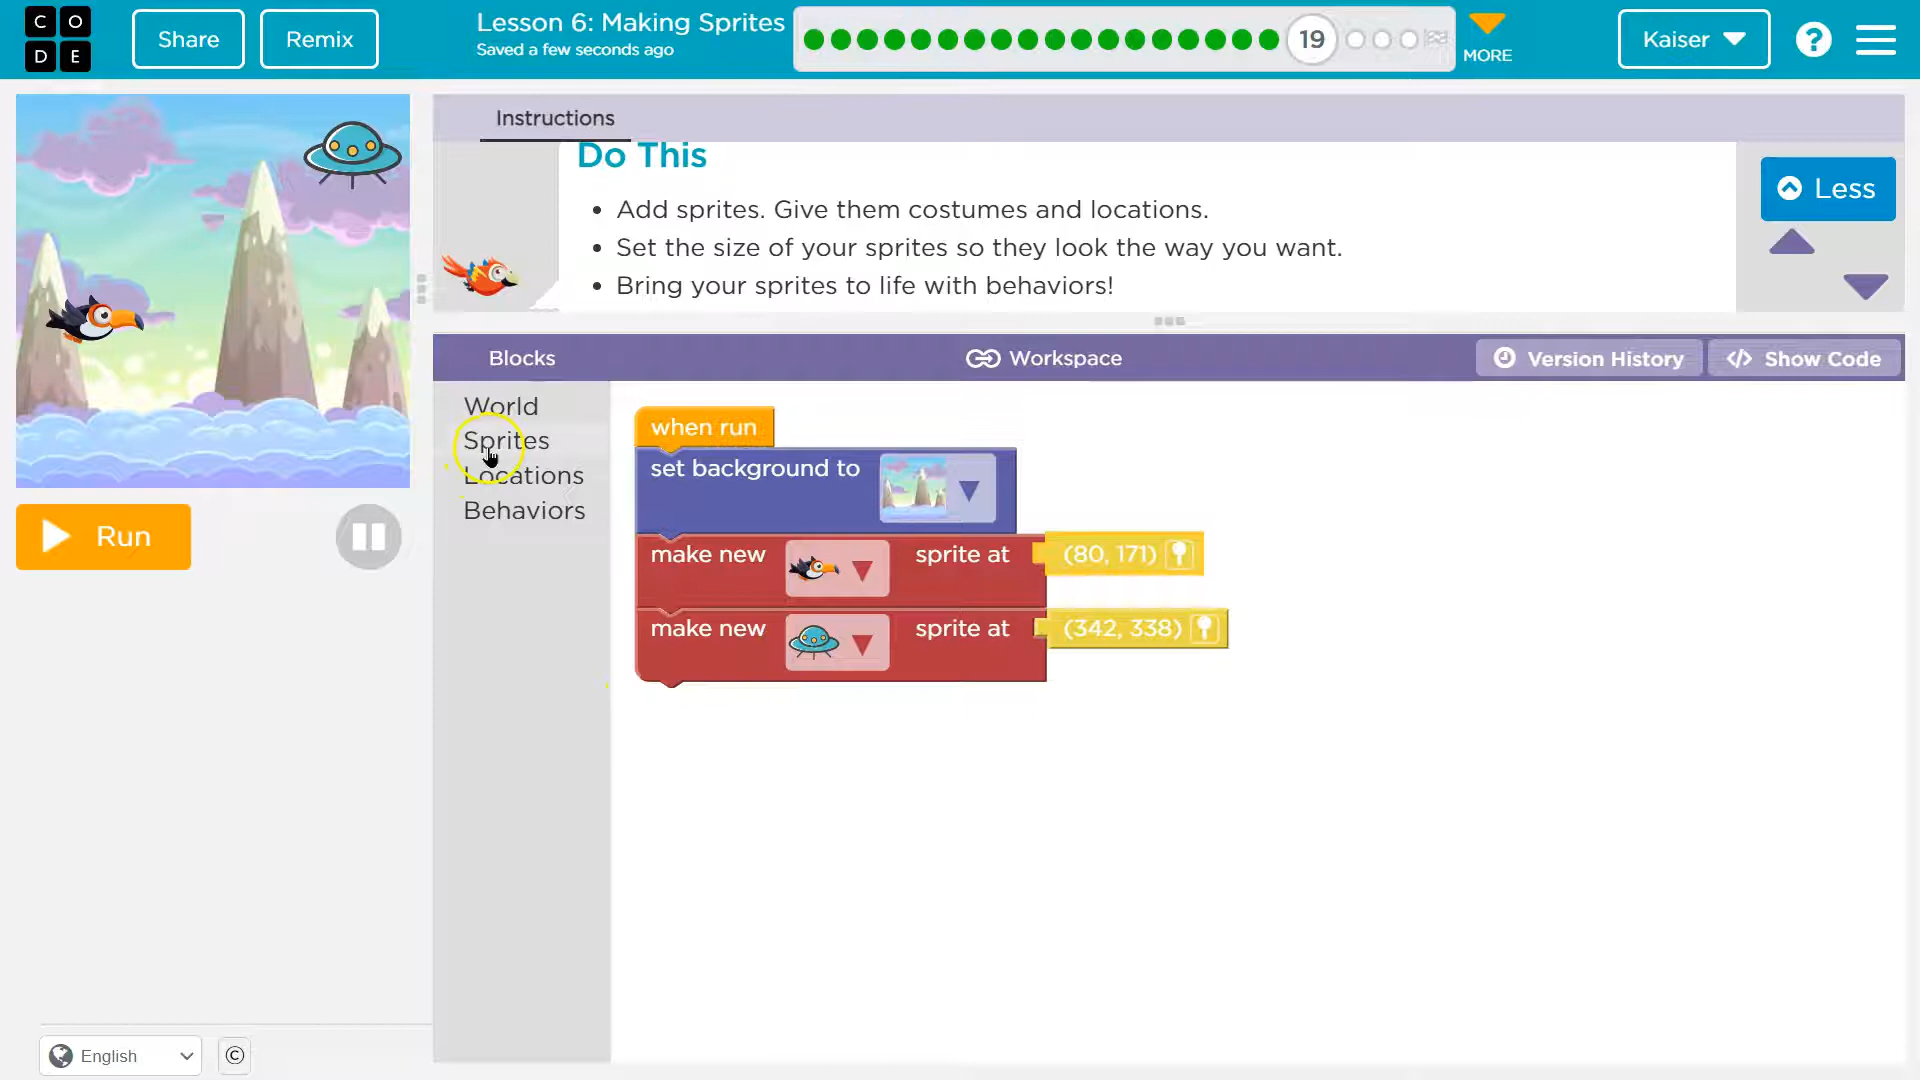 CO
DE
Share
Remix
Lesson 6: Making Sprites
Saved a few seconds ago
19
MORE
Kaiser
?
Instructions
Do This
• Add sprites. Give them costumes and locations.
• Set the size of your sprites so they look the way you want.
• Bring your sprites to life with behaviors!
Less
Blocks
Workspace
Version History
</> Show Code
World
Sprites
Locations
Behaviors
when run
set background to
make new sprite at (80, 171)
make new sprite at (342, 338)
Run
English
©